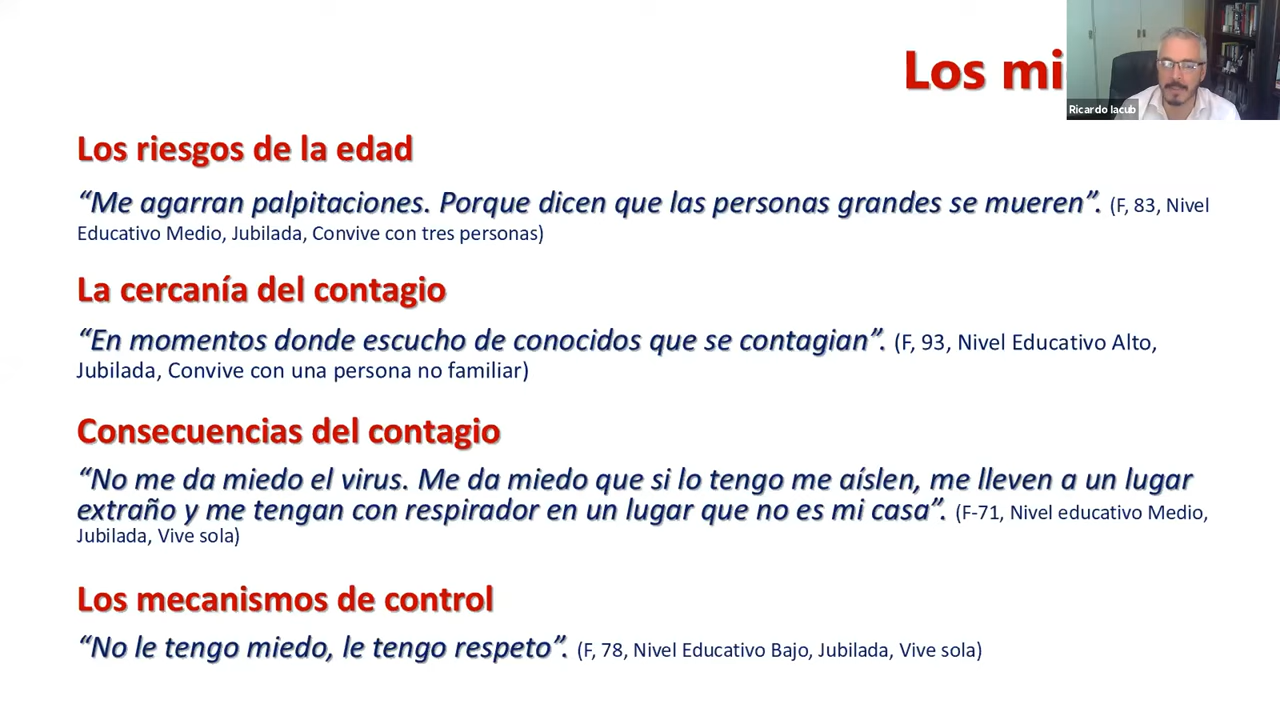 Los mi
Ricardo Iacub
Los riesgos de la edad
“Me agarran palpitaciones. Porque dicen que las personas grandes se mueren”. (F, 83, Nivel
Educativo Medio, Jubilada, Convive con tres personas)
La cercanía del contagio
“En momentos donde escucho de conocidos que se contagian”. (F, 93, Nivel Educativo Alto,
Jubilada, Convive con una persona no familiar)
Consecuencias del contagio
“No me da miedo el virus. Me da miedo que si lo tengo me aíslen, me lleven a un lugar
extraño y me tengan con respirador en un lugar que no es mi casa”. (F-71, Nivel educativo Medio,
Jubilada, Vive sola)
Los mecanismos de control
“No le tengo miedo, le tengo respeto”. (F, 78, Nivel Educativo Bajo, Jubilada, Vive sola)